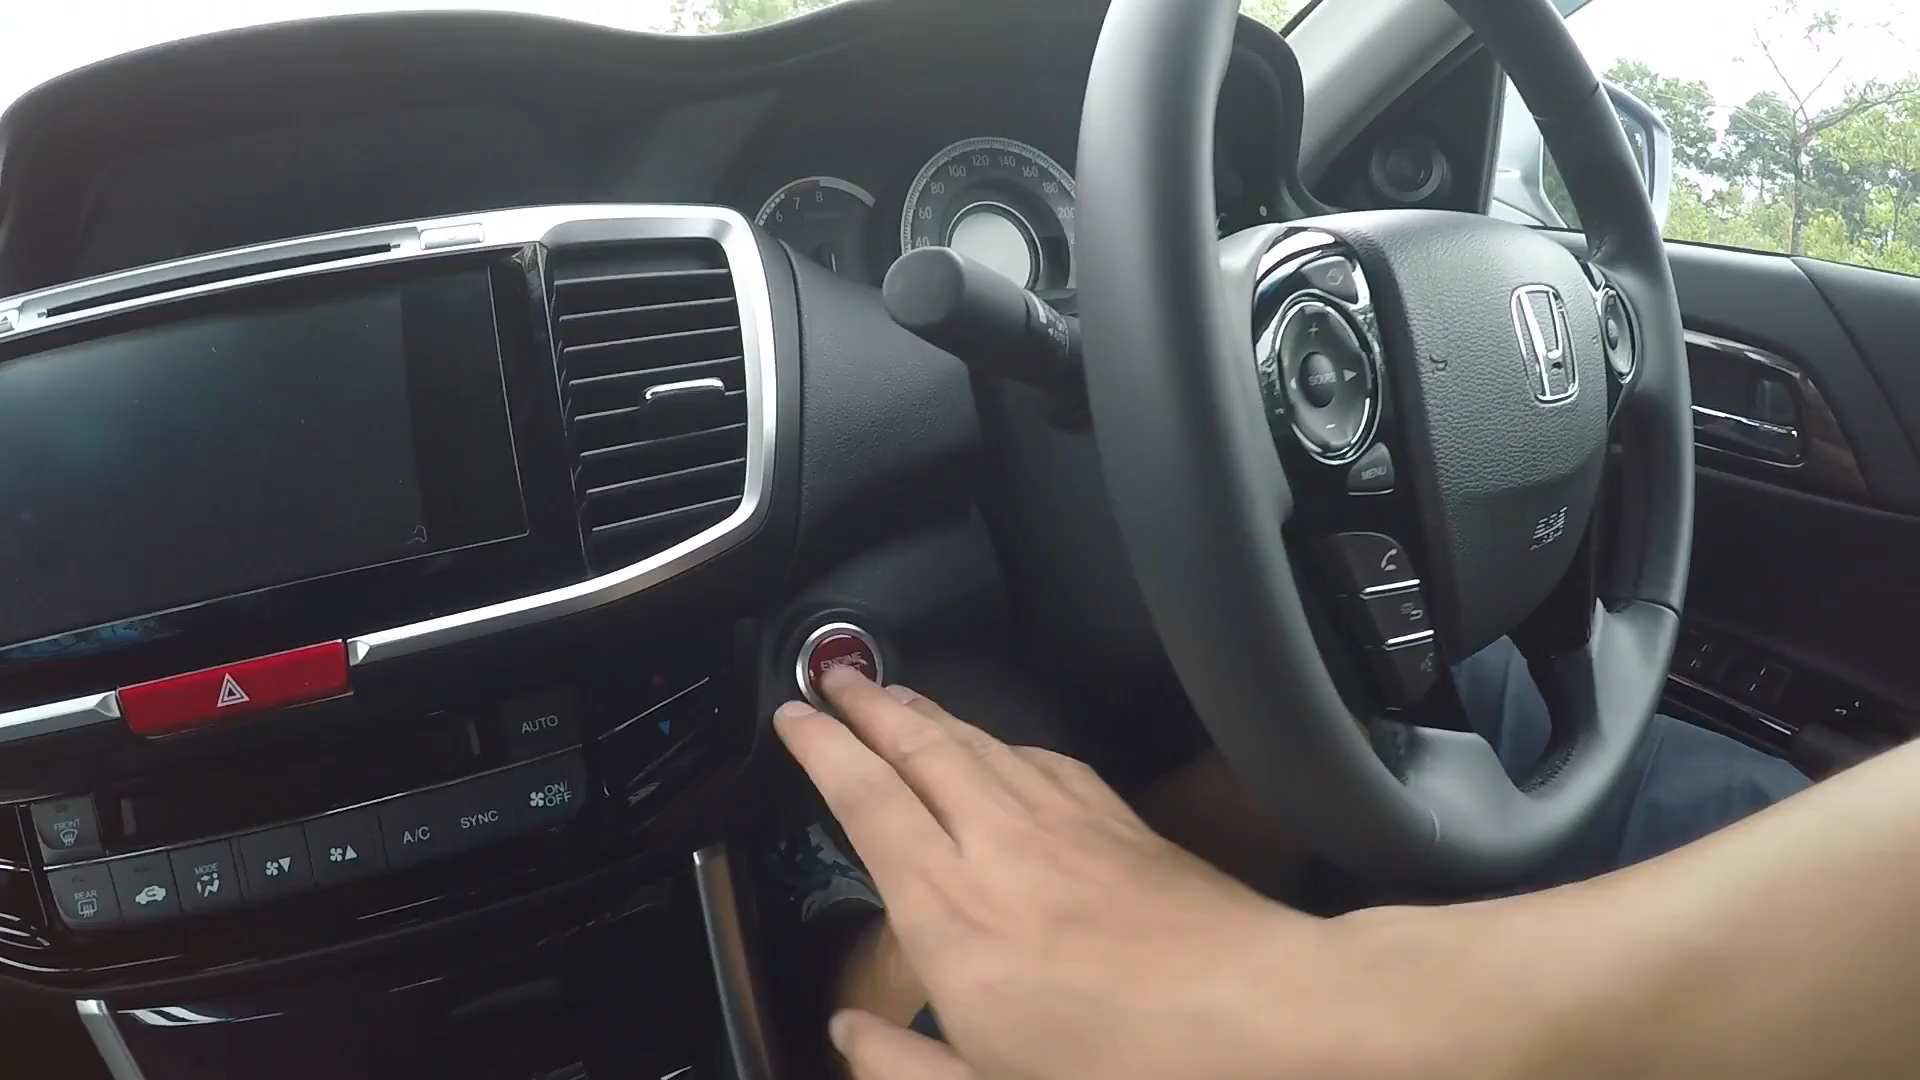 6 7 8
40 60 80 100 120 140 160 180 200
SOURCE
MENU
ENGINE
AUTO
ON/
OFF
SYNC
A/C
FRONT
MODE
REAR